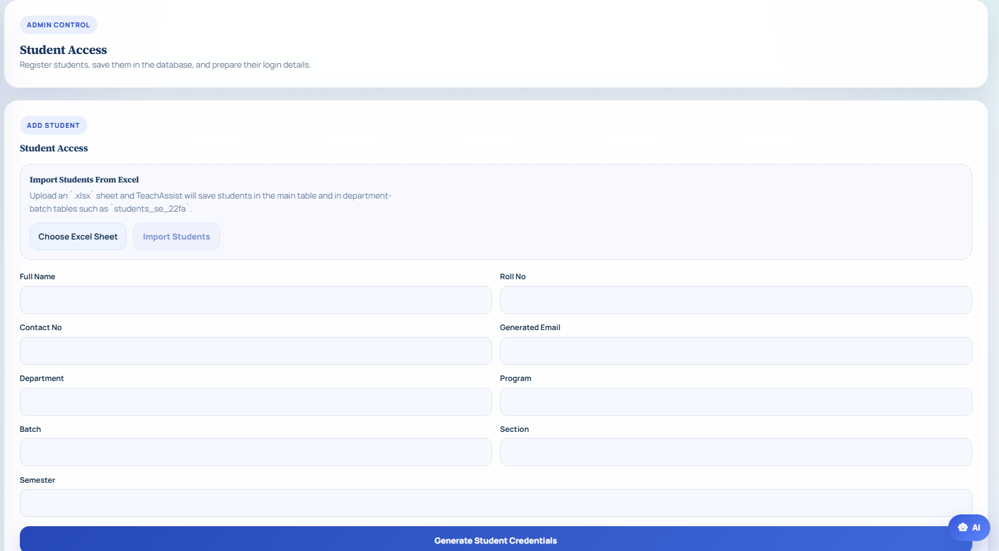 ADMIN CONTROL
Student Access
Register students, save them in the database, and prepare their login details.
ADD STUDENT
Student Access
Import Students From Excel
Upload an `.xlsx` sheet and TeachAssist will save students in the main table and in department-
batch tables such as `students_se_22fa`.
Choose Excel Sheet
Import Students
Full Name
Roll No
Contact No
Generated Email
Department
Program
Batch
Section
Semester
Generate Student Credentials
AI